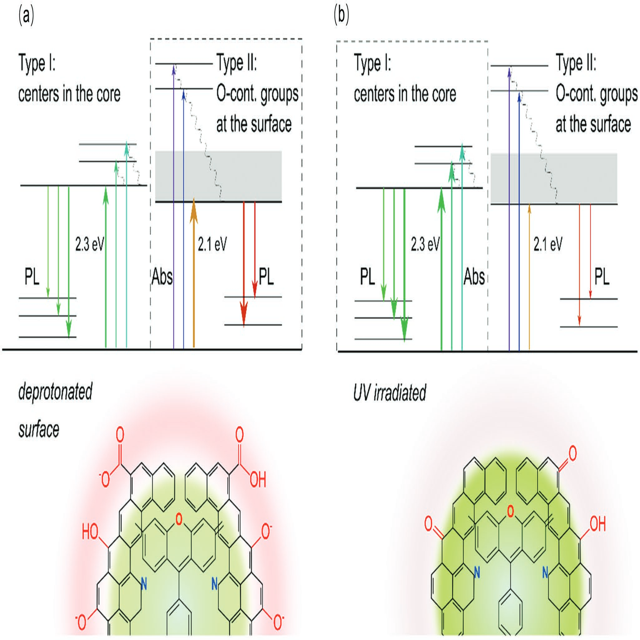 (a)
Type I:
centers in the core
Type II:
O-cont. groups
at the surface
PL
2.3 eV
Abs
2.1 eV
PL
deprotonated
surface
O
O
-O
OH
HO
O
O-
N
N
-O
O-
(b)
Type I:
centers in the core
Type II:
O-cont. groups
at the surface
PL
2.3 eV
Abs
2.1 eV
PL
UV irradiated
O
O
O
OH
N
N